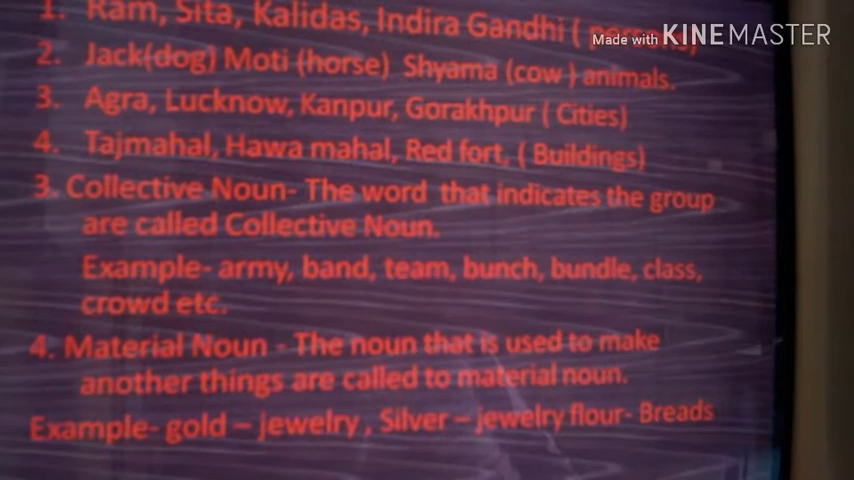 1. Ram, Sita, Kalidas, Indira Gandhi ( persons)
Made with KINEMASTER
2. Jack(dog) Moti (horse) Shyama (cow ) animals.
3. Agra, Lucknow, Kanpur, Gorakhpur ( Cities)
4. Tajmahal, Hawa mahal, Red fort, ( Buildings)
3. Collective Noun- The word that indicates the group
are called Collective Noun.
Example- army, band, team, bunch, bundle, class,
crowd etc.
4. Material Noun - The noun that is used to make
another things are called to material noun.
Example- gold – jewelry , Silver – jewelry flour- Breads